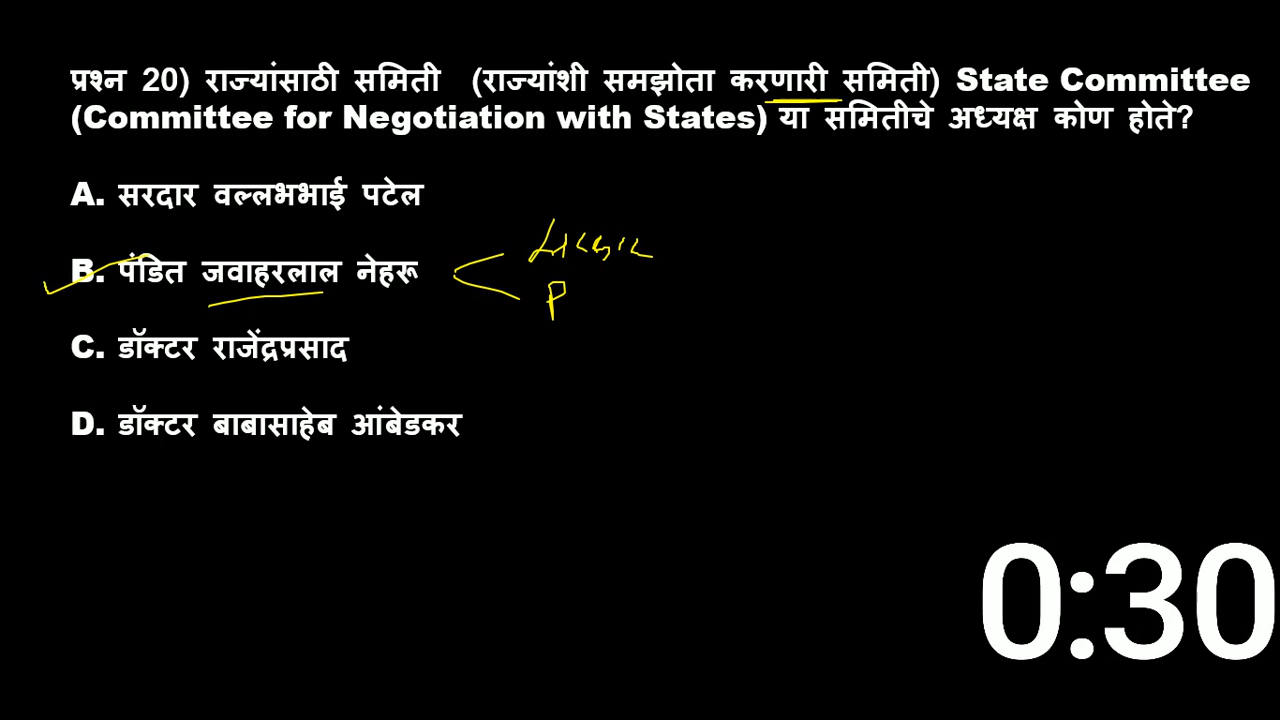 प्रश्न 20) राज्यांसाठी समिती (राज्यांशी समझोता करणारी समिती) State Committee
(Committee for Negotiation with States) या समितीचे अध्यक्ष कोण होते?
A. सरदार वल्लभभाई पटेल
B. पंडित जवाहरलाल नेहरू
P
C. डॉक्टर राजेंद्रप्रसाद
D. डॉक्टर बाबासाहेब आंबेडकर
0:30